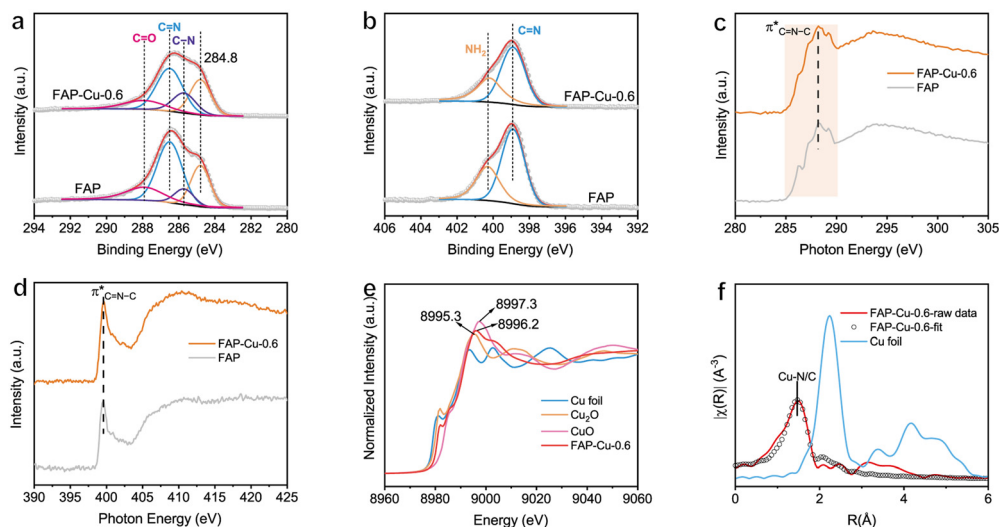 a
C=O
C=N
C−N
284.8
FAP-Cu-0.6
FAP
Intensity (a.u.)
294 292 290 288 286 284 282 280
Binding Energy (eV)
b
NH2
C=N
FAP-Cu-0.6
FAP
Intensity (a.u.)
406 404 402 400 398 396 394 392
Binding Energy (eV)
c
π*C=N−C
FAP-Cu-0.6
FAP
Intensity (a.u.)
280 285 290 295 300 305
Photon Energy (eV)
d
π*C=N−C
FAP-Cu-0.6
FAP
Intensity (a.u.)
390 395 400 405 410 415 420 425
Photon Energy (eV)
e
8997.3
8995.3
8996.2
Cu foil
Cu2O
CuO
FAP-Cu-0.6
Normalized Intensity (a.u.)
8960 8980 9000 9020 9040 9060
Energy (eV)
f
FAP-Cu-0.6-raw data
FAP-Cu-0.6-fit
Cu foil
Cu-N/C
|χ(R)| (A⁻³)
0 2 4 6
R(Å)